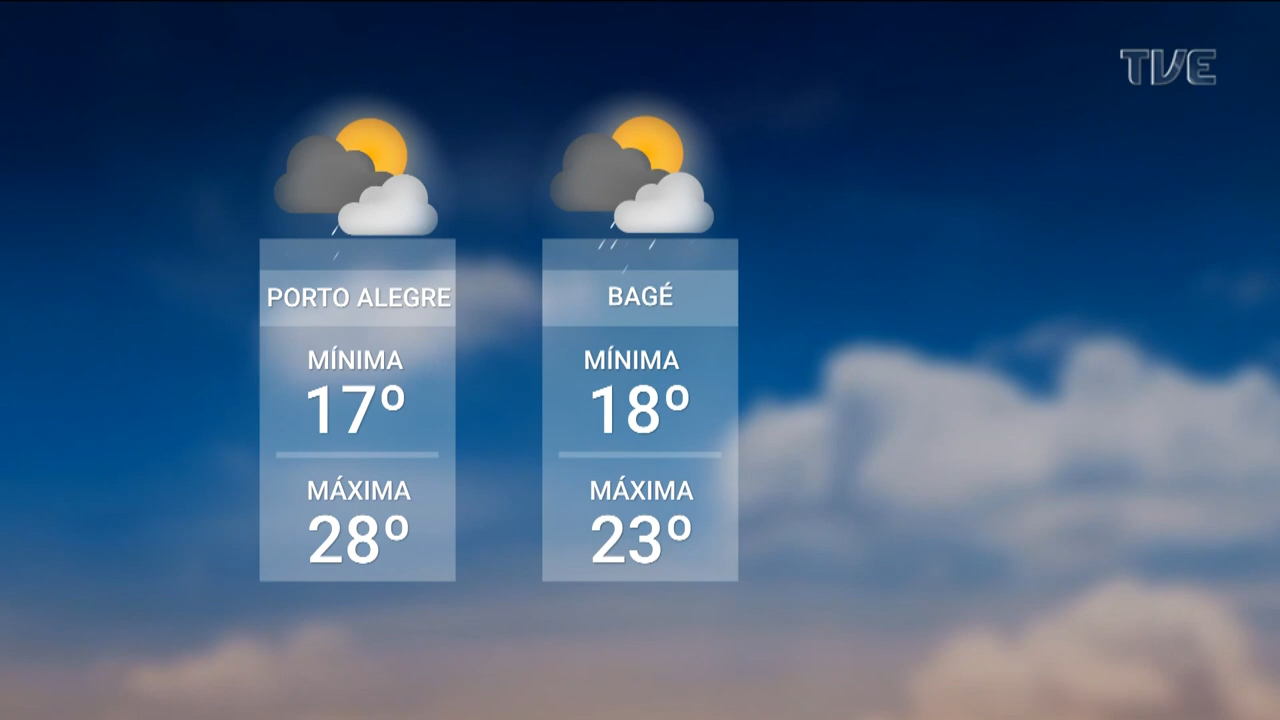 TVE
PORTO ALEGRE
MÍNIMA
17º
MÁXIMA
28º
BAGÉ
MÍNIMA
18º
MÁXIMA
23º